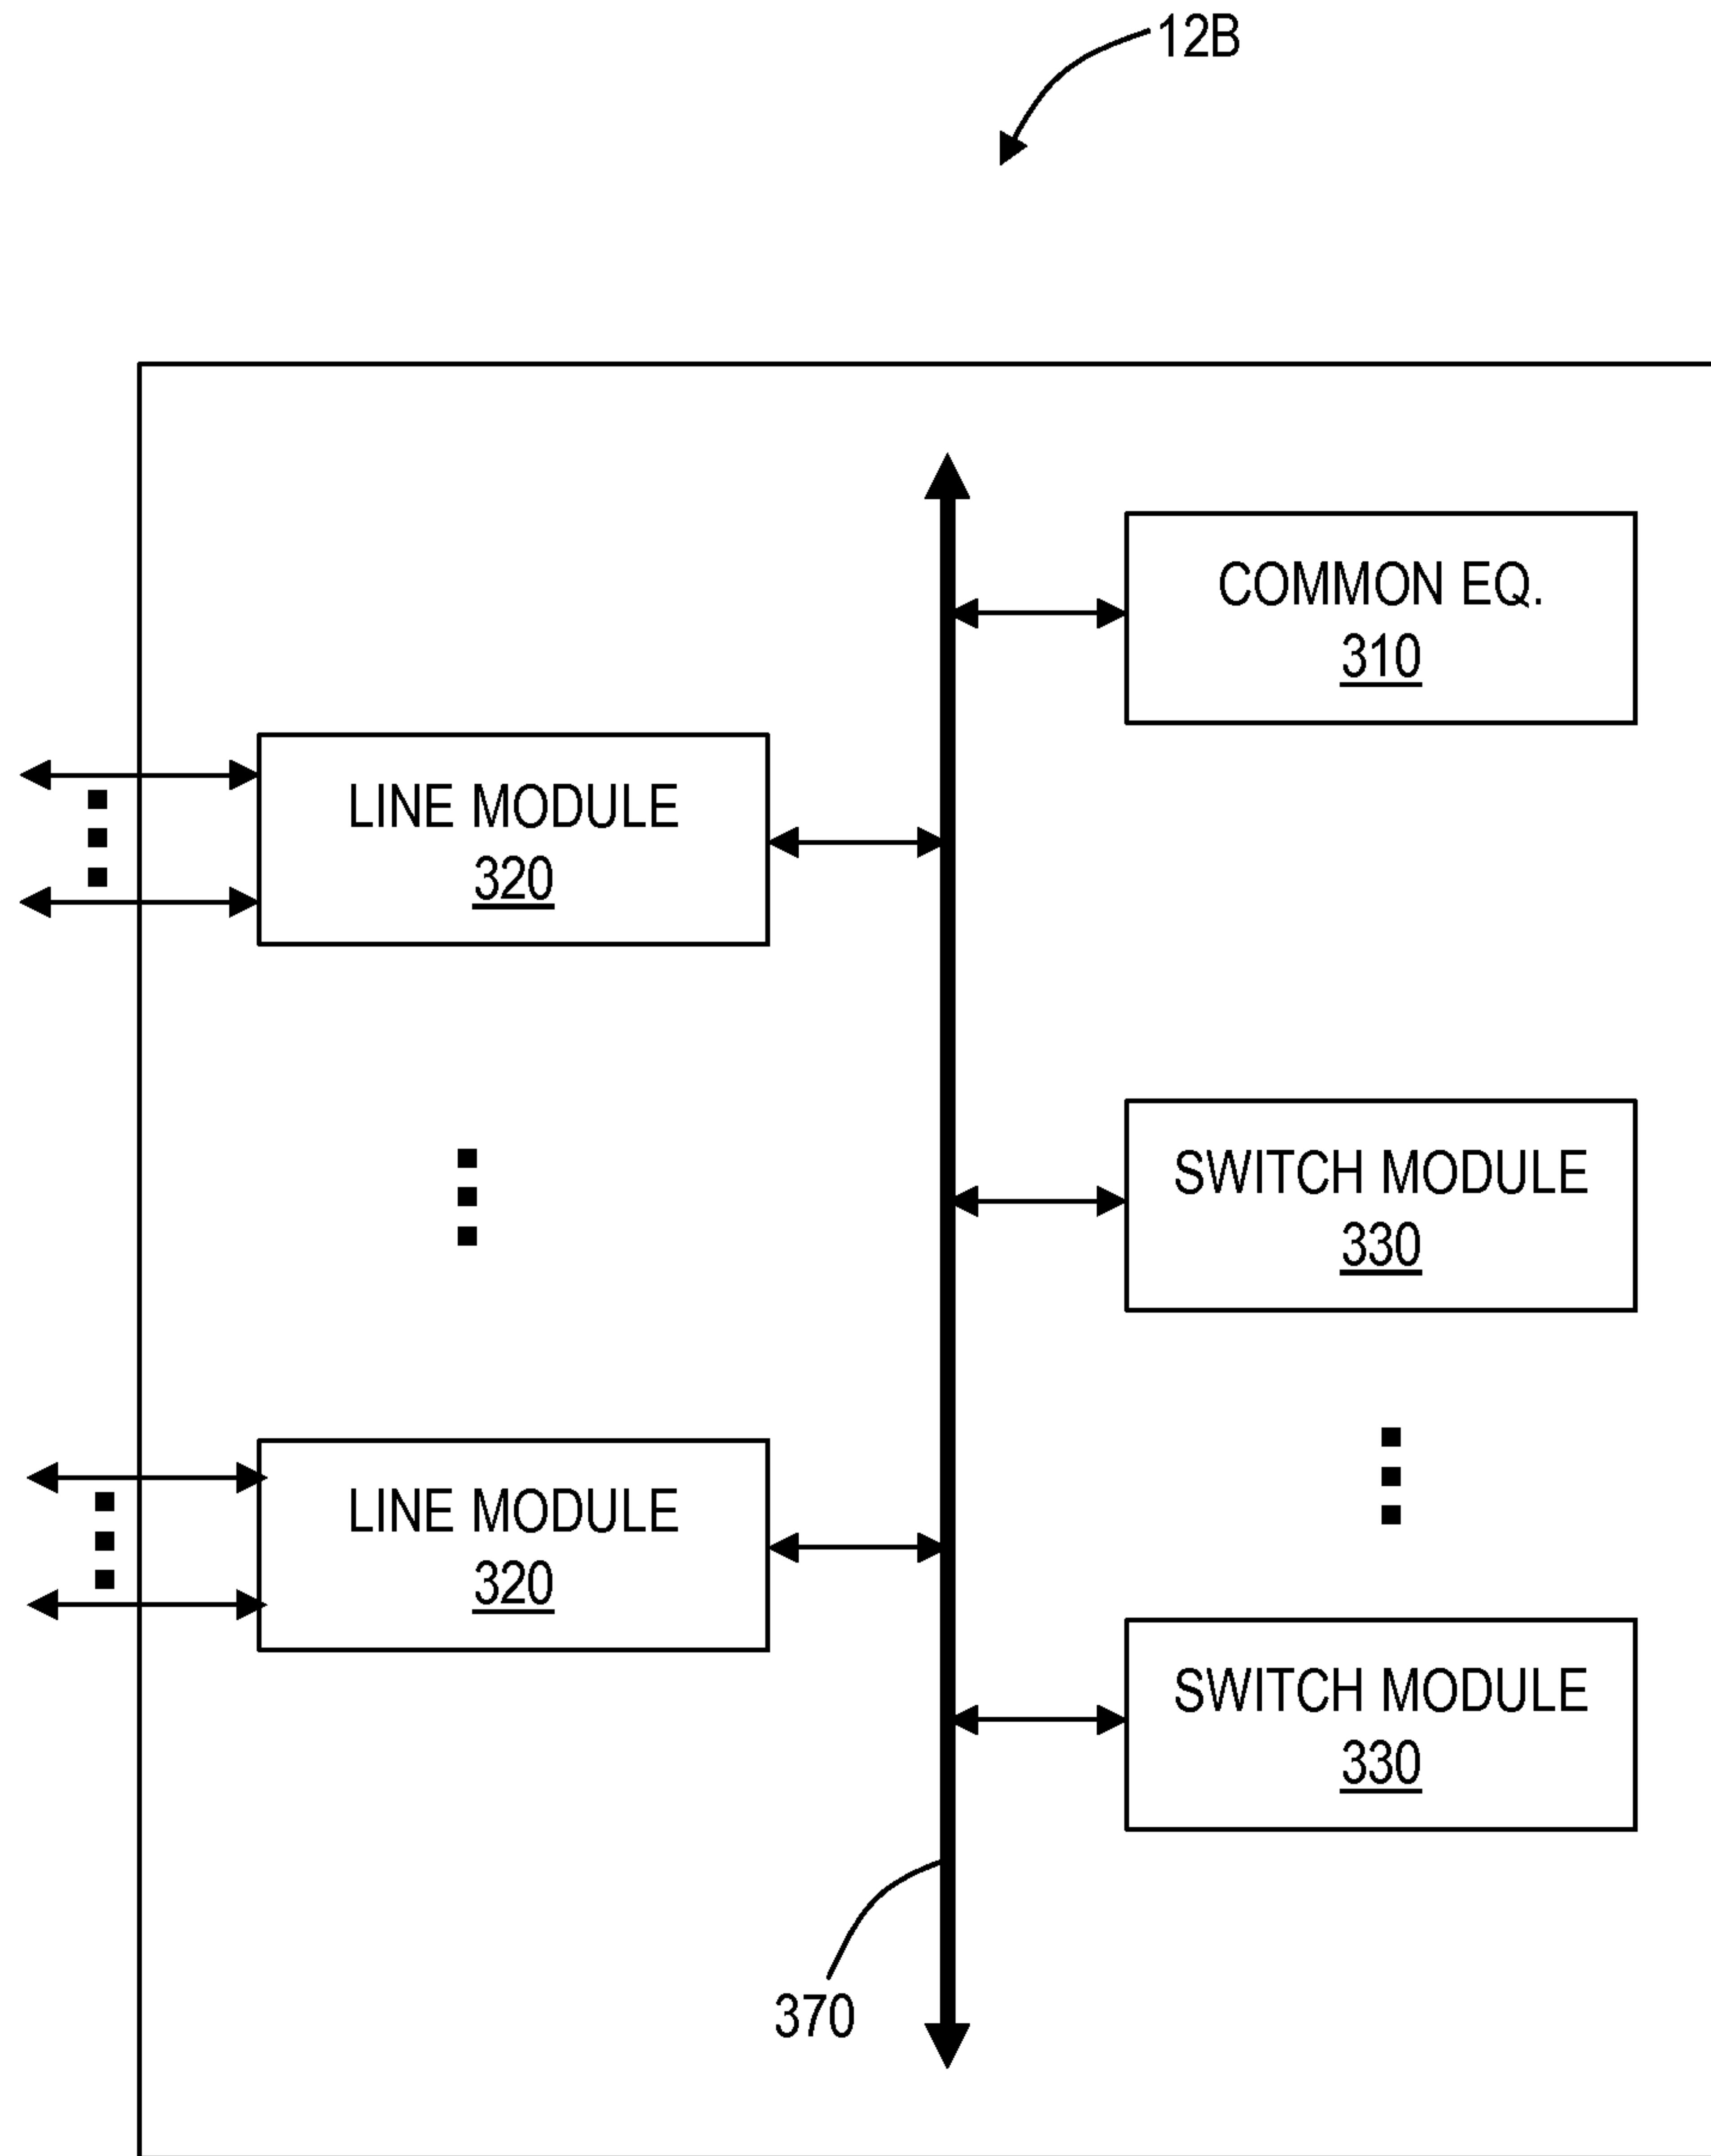 12B
COMMON EQ.
310
LINE MODULE
320
SWITCH MODULE
330
LINE MODULE
320
SWITCH MODULE
330
370